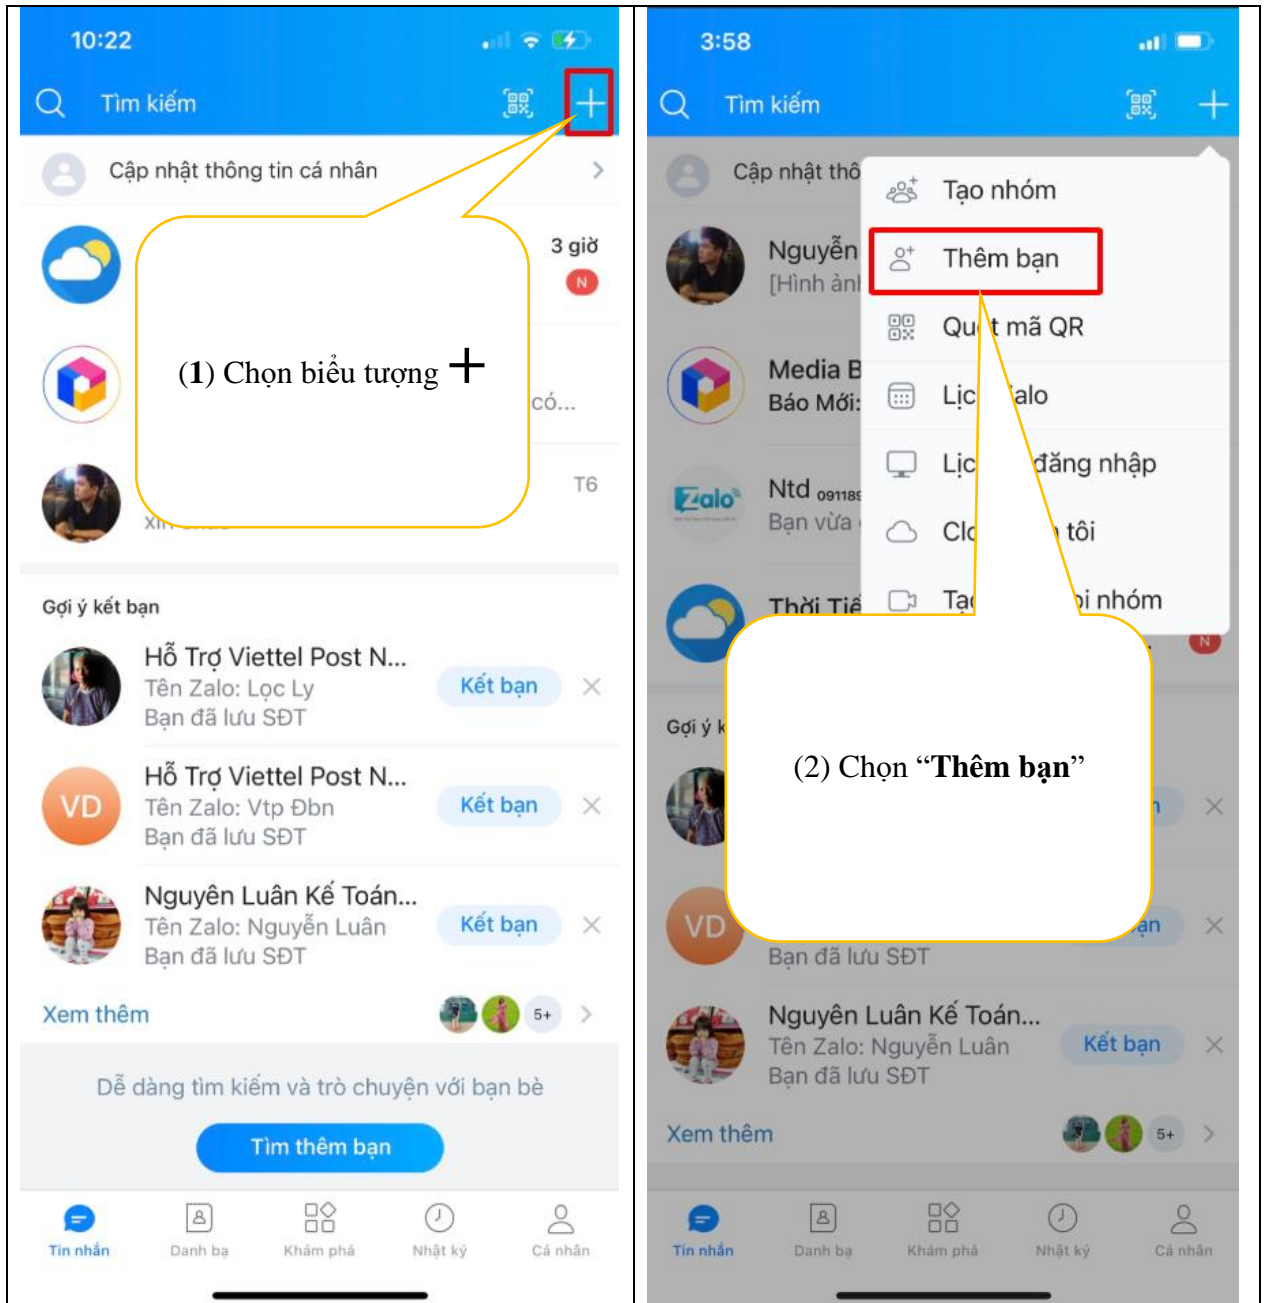 10:22
Tìm kiếm
Cập nhật thông tin cá nhân
3 giờ
N
(1) Chọn biểu tượng +
có...
T6
Gợi ý kết bạn
Hỗ Trợ Viettel Post N...
Tên Zalo: Lọc Ly
Bạn đã lưu SĐT
Kết bạn
VD
Hỗ Trợ Viettel Post N...
Tên Zalo: Vtp Đbn
Bạn đã lưu SĐT
Kết bạn
Nguyên Luân Kế Toán...
Tên Zalo: Nguyễn Luân
Bạn đã lưu SĐT
Kết bạn
Xem thêm
5+
Dễ dàng tìm kiếm và trò chuyện với bạn bè
Tìm thêm bạn
Tin nhắn
Danh bạ
Khám phá
Nhật ký
Cá nhân
3:58
Tìm kiếm
Cập nhật thô
Tạo nhóm
Nguyễn
[Hình ản
Thêm bạn
mã QR
Media B
Báo Mới:
đăng nhập
Zalo
Ntd 091189
Bạn vừa
tôi
Thời Tiế
nhóm
N
Gợi ý k
(2) Chọn “Thêm bạn”
VD
Bạn đã lưu SĐT
Nguyên Luân Kế Toán...
Tên Zalo: Nguyễn Luân
Bạn đã lưu SĐT
Kết bạn
Xem thêm
5+
Tin nhắn
Danh bạ
Khám phá
Nhật ký
Cá nhân